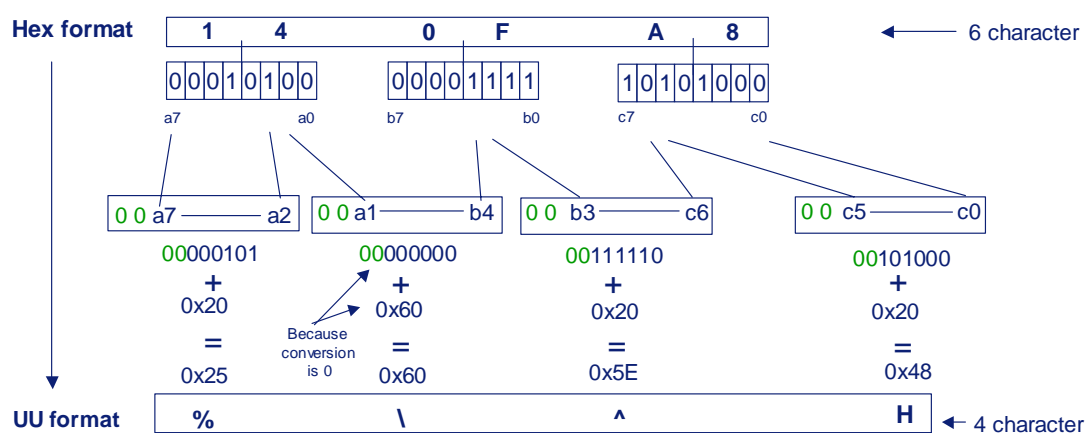 Hex format 1 4 0 F A 8 6 character
0 0 0 1 0 1 0 0 0 0 0 0 1 1 1 1 1 0 1 0 1 0 0 0
a7 a0 b7 b0 c7 c0
0 0 a7 a2 0 0 a1 b4 0 0 b3 c6 0 0 c5 c0
00000101 00000000 00111110 00101000
+ + + +
0x20 0x60 0x20 0x20
Because
conversion
is 0
= = = =
0x25 0x60 0x5E 0x48
UU format % \ ^ H 4 character